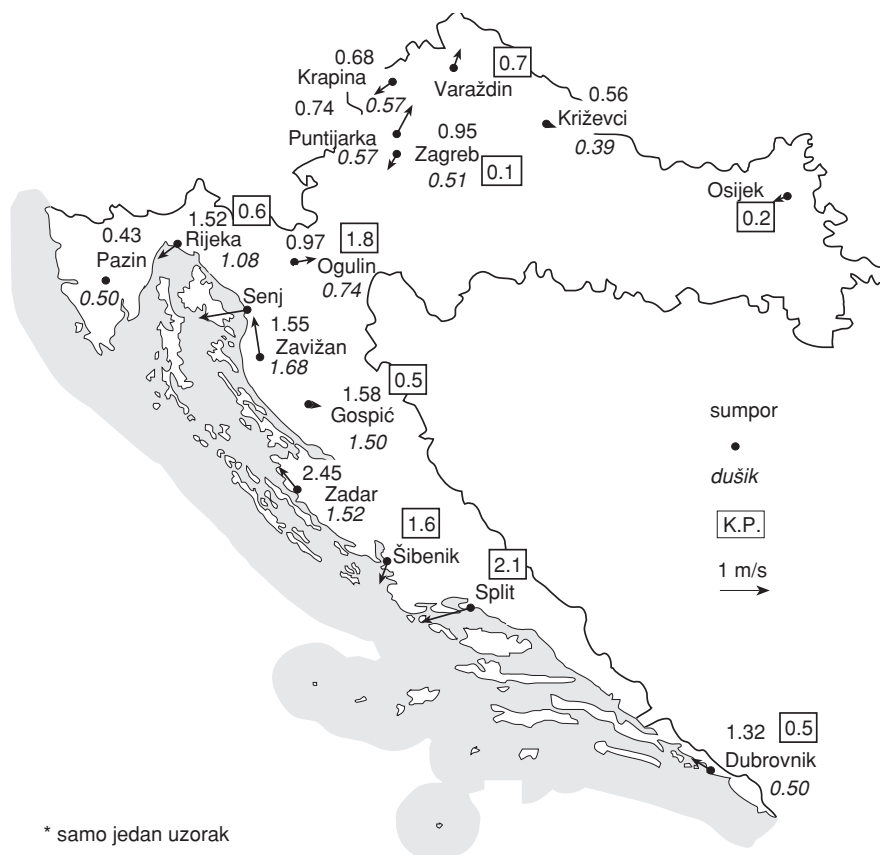 0.68
Krapina
0.57
0.7
Varaždin
0.74
Puntijarka
0.57
0.95
Zagreb
0.51
0.1
0.56
Križevci
0.39
Osijek
0.2
0.43
Pazin
0.50
1.52
0.6
Rijeka
1.08
0.97
1.8
Ogulin
0.74
Senj
1.55
Zavižan
1.68
0.5
1.58
Gospić
1.50
2.45
Zadar
1.52
1.6
Šibenik
2.1
Split
sumpor
dušik
K.P.
1 m/s
1.32
0.5
Dubrovnik
0.50
* samo jedan uzorak